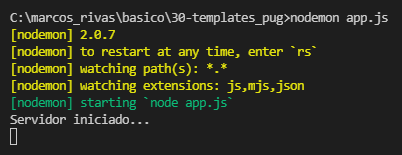 C:\marcos_rivas\basico\30-templates_pug>nodemon app.js
[nodemon] 2.0.7
[nodemon] to restart at any time, enter `rs`
[nodemon] watching path(s): *.*
[nodemon] watching extensions: js,mjs,json
[nodemon] starting `node app.js`
Servidor iniciado...